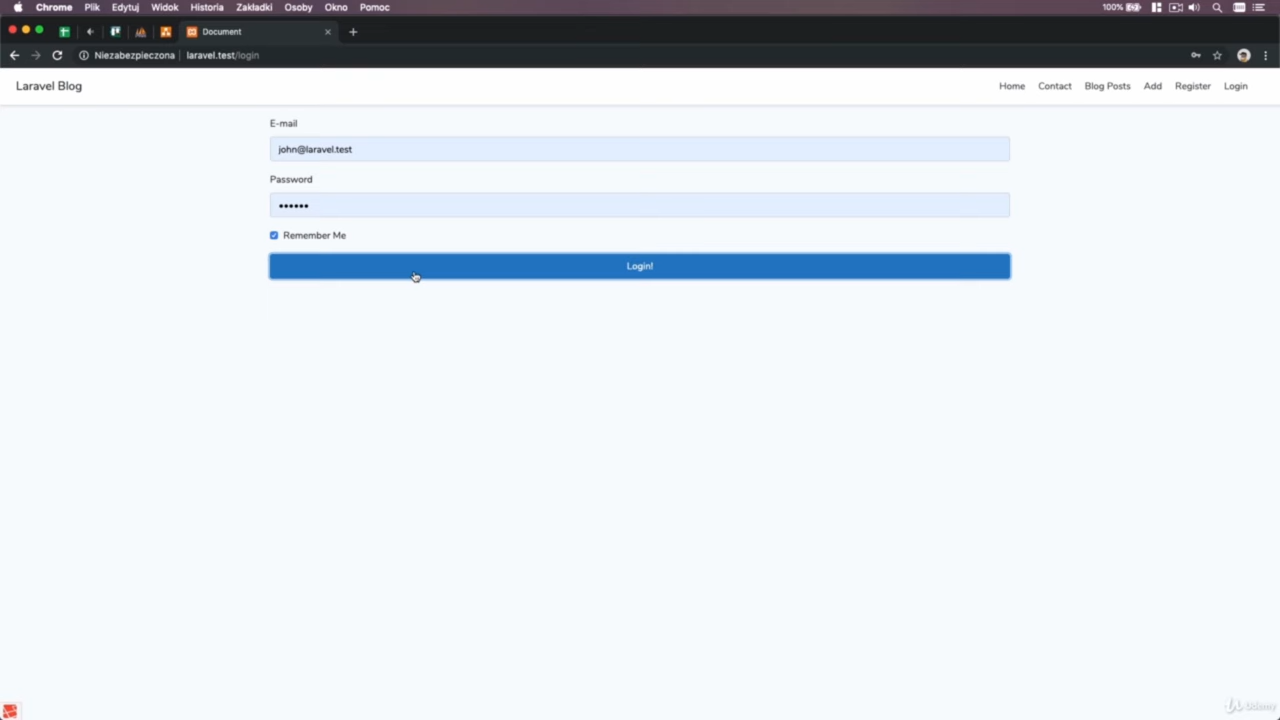 Chrome Plik Edytuj Widok Historia Zakładki Osoby Okno Pomoc 100%
Document
Niezabezpieczona laravel.test/login
Laravel Blog Home Contact Blog Posts Add Register Login
E-mail
john@laravel.test
Password
••••••
Remember Me
Login!
Udemy